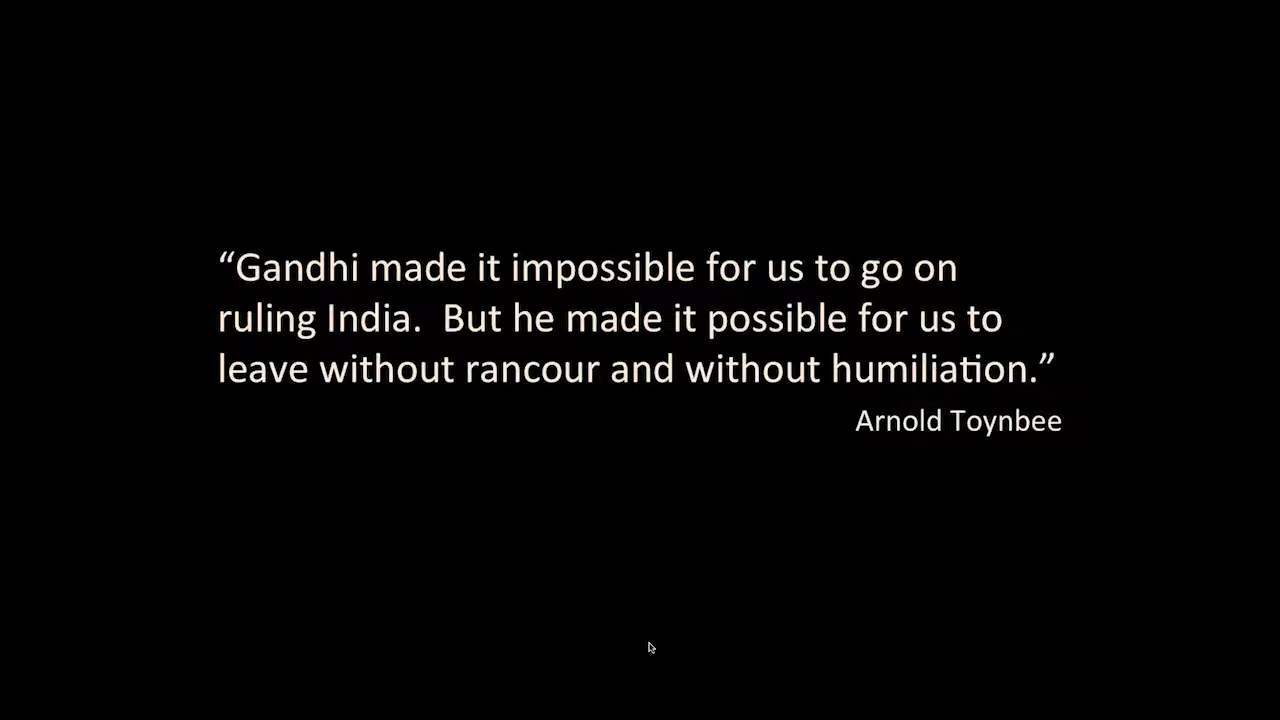 “Gandhi made it impossible for us to go on
ruling India.  But he made it possible for us to
leave without rancour and without humiliation.”
Arnold Toynbee